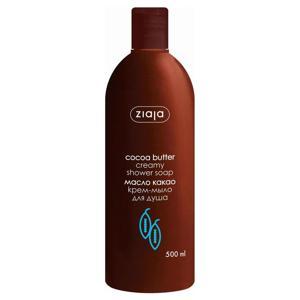 ziaja
cocoa butter
creamy
shower soap
масло какао
крем-мыло
для душа
500 ml